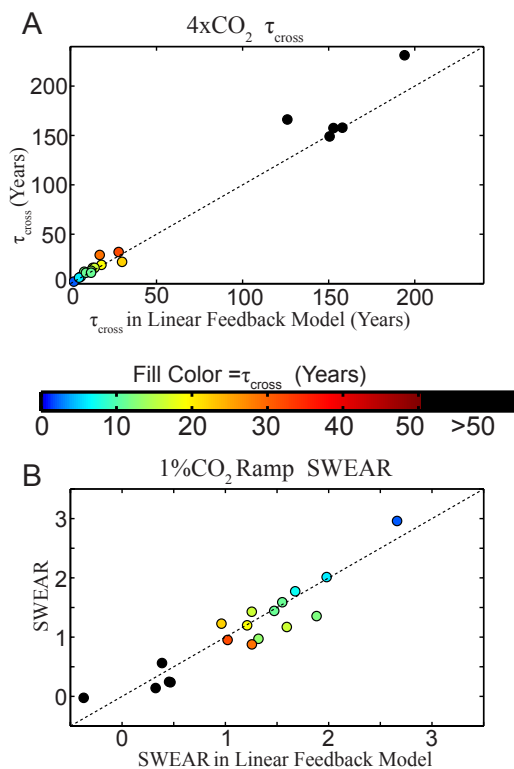 A
4xCO2 τcross
200
150
100
50
0
τcross (Years)
0 50 100 150 200
τcross in Linear Feedback Model (Years)
Fill Color =τcross (Years)
0 10 20 30 40 50 >50
B
1%CO2 Ramp SWEAR
3
2
1
0
SWEAR
0 1 2 3
SWEAR in Linear Feedback Model